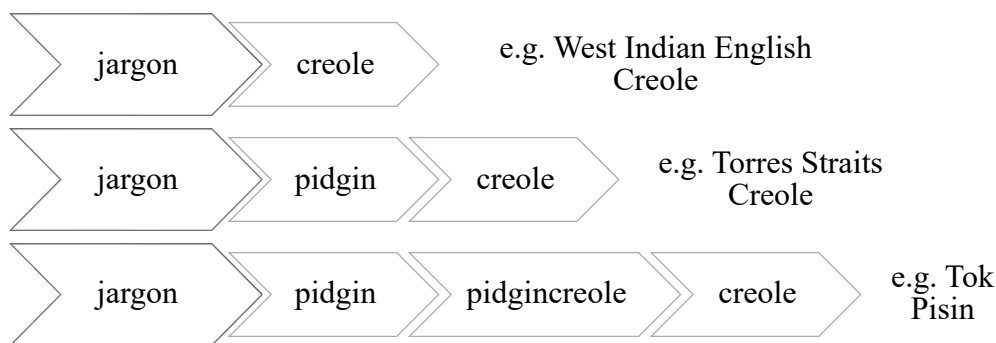 jargon creole e.g. West Indian English
Creole
jargon pidgin creole e.g. Torres Straits
Creole
jargon pidgin pidgincreole creole e.g. Tok
Pisin